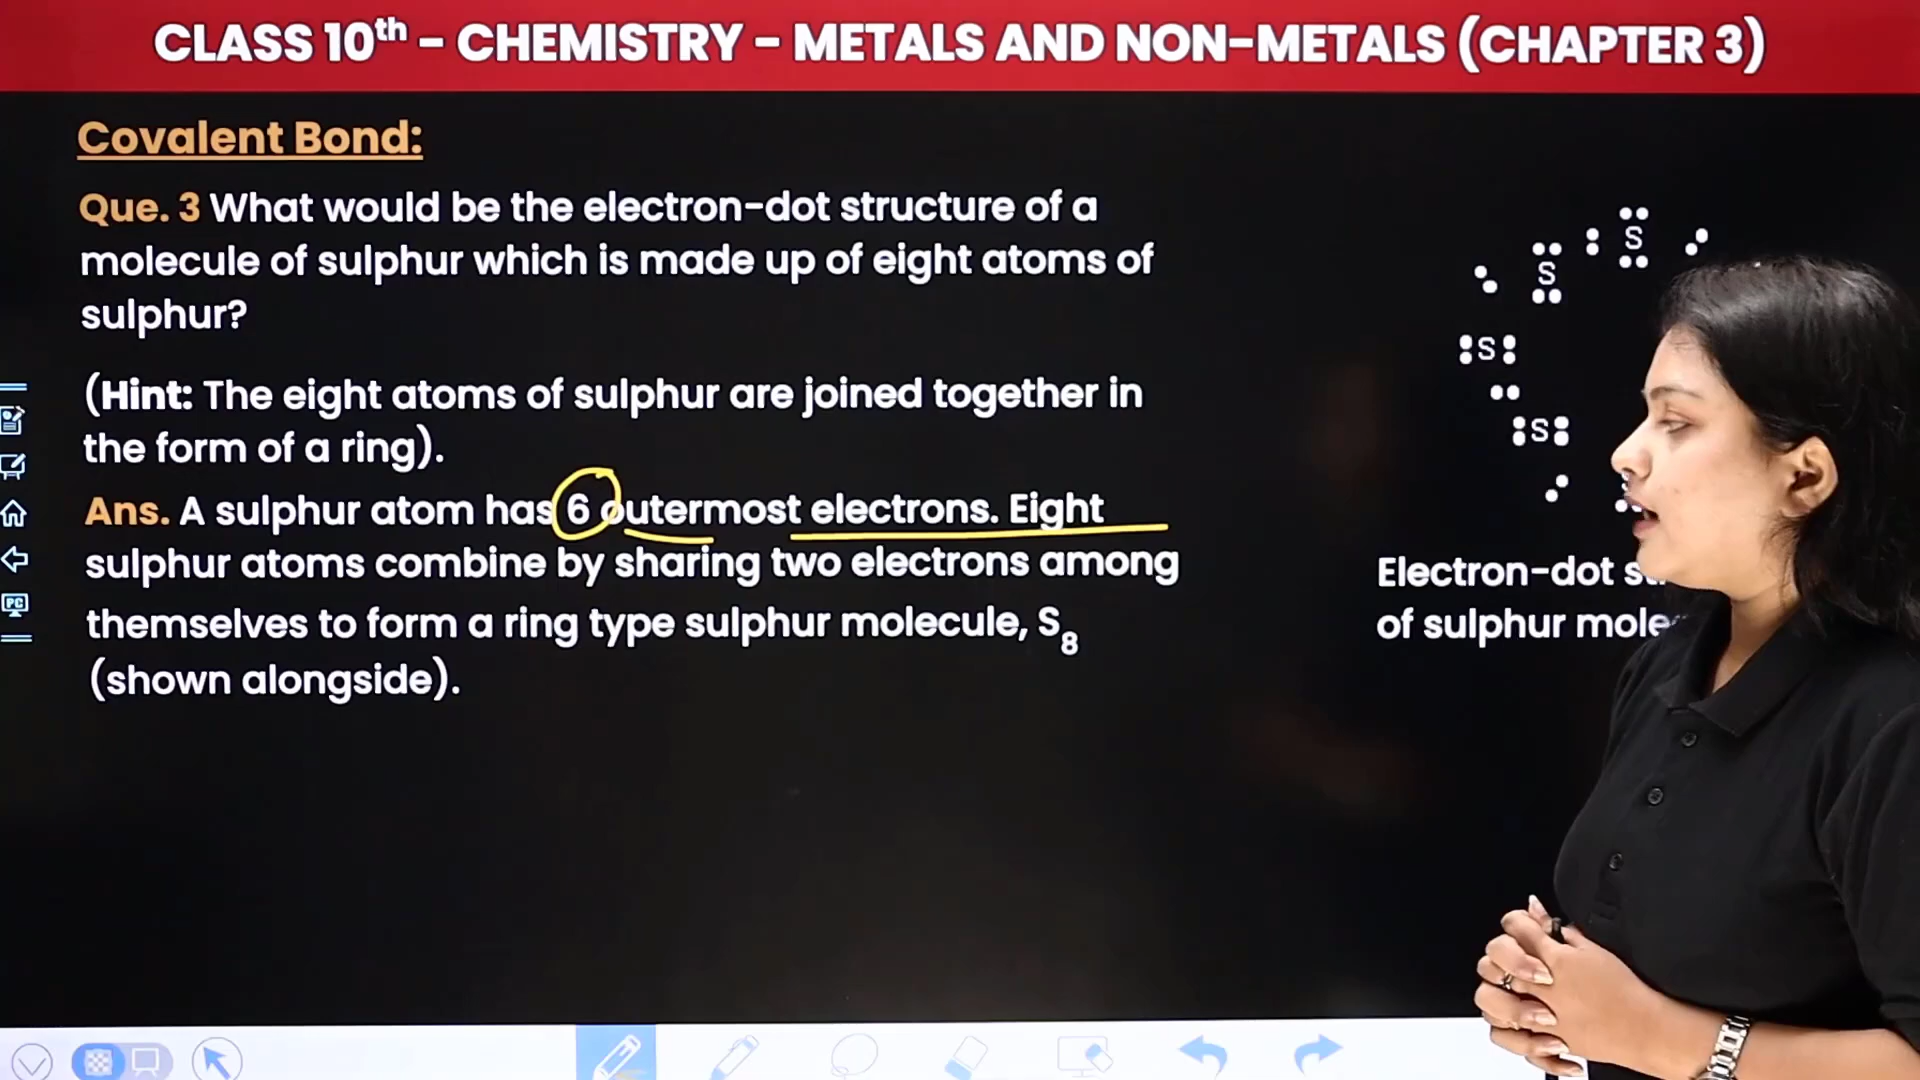 CLASS 10th - CHEMISTRY - METALS AND NON-METALS (CHAPTER 3)
Covalent Bond:
Que. 3 What would be the electron-dot structure of a
molecule of sulphur which is made up of eight atoms of
sulphur?
(Hint: The eight atoms of sulphur are joined together in
the form of a ring).
Ans. A sulphur atom has 6 outermost electrons. Eight
sulphur atoms combine by sharing two electrons among
themselves to form a ring type sulphur molecule, S8
(shown alongside).
S
S
S
S
Electron-dot
of sulphur
PC